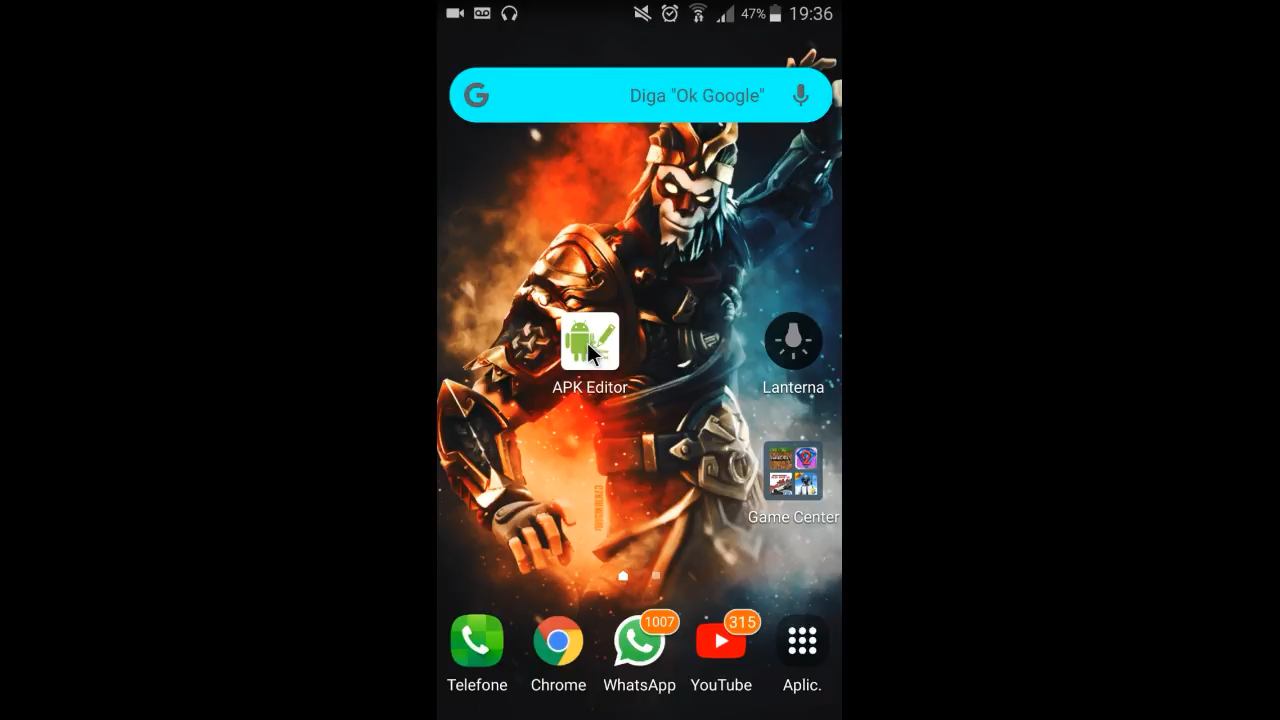 47% 19:36
G Diga "Ok Google"
APK Editor
Lanterna
Game Center
1007 315
Telefone Chrome WhatsApp YouTube Aplic.